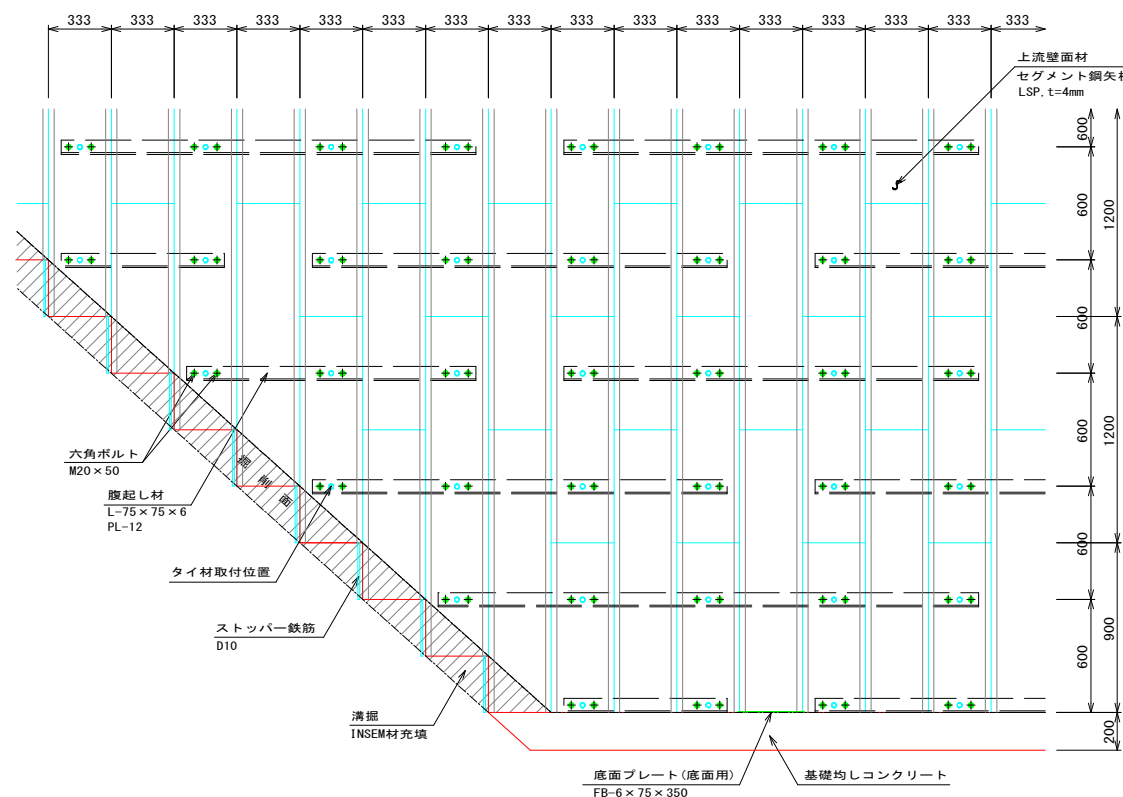 333 333 333 333 333 333 333 333 333 333 333 333 333 333 333 333
上流壁面材
セグメント鋼矢板
LSP, t=4mm
600
600
1200
600
600
1200
600
600
900
200
六角ボルト
M20×50
腹起し材
L-75×75×6
PL-12
掘削面
タイ材取付位置
ストッパー鉄筋
D10
溝掘
INSEM材充填
底面プレート(底面用)
FB-6×75×350
基礎均しコンクリート